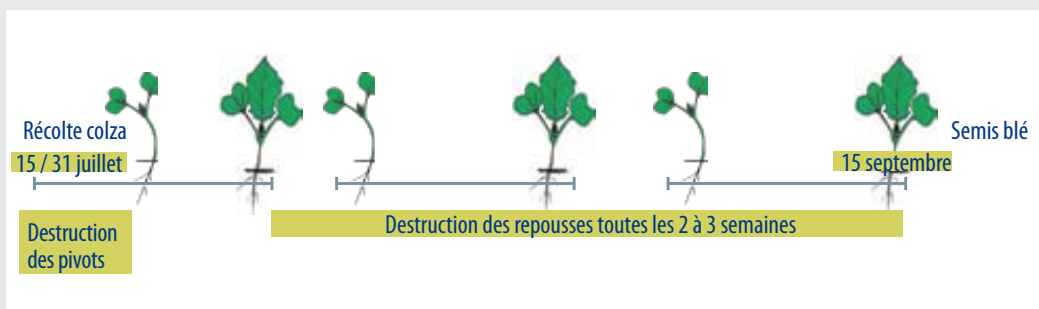 Récolte colza
15 / 31 juillet
Semis blé
15 septembre
Destruction
des pivots
Destruction des repousses toutes les 2 à 3 semaines